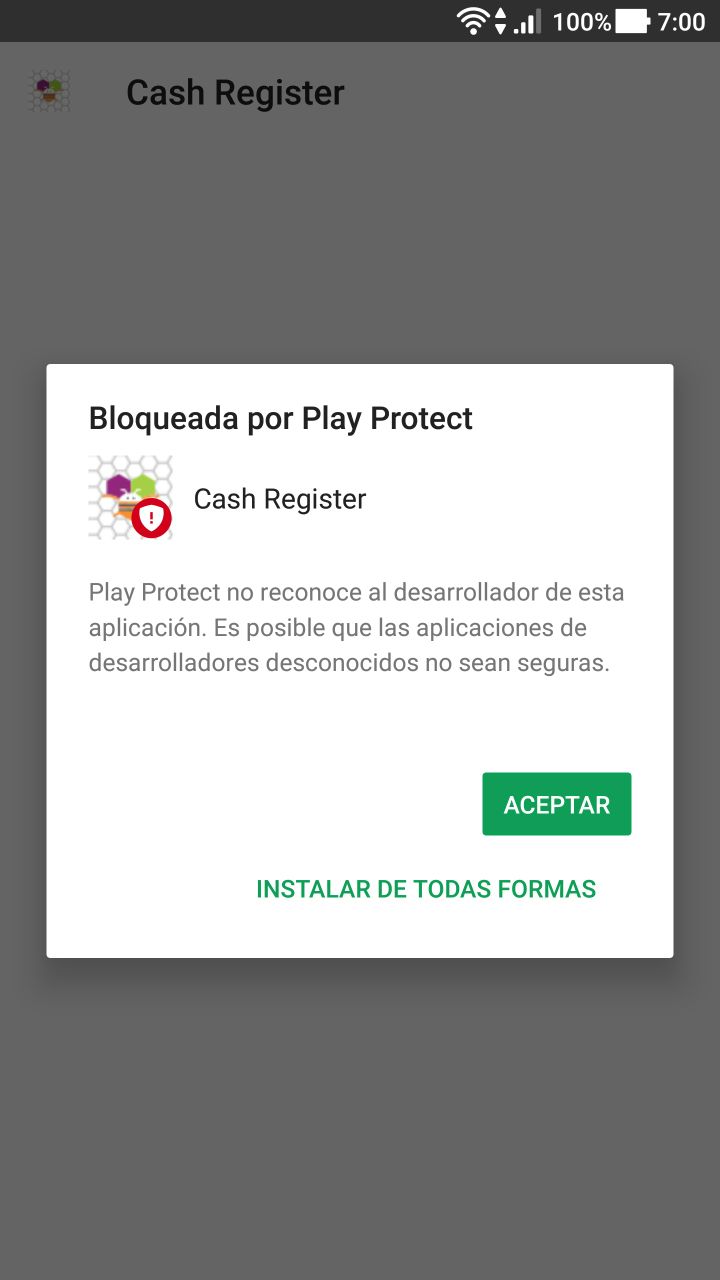 100% 7:00
Cash Register
Bloqueada por Play Protect
Cash Register
Play Protect no reconoce al desarrollador de esta
aplicación. Es posible que las aplicaciones de
desarrolladores desconocidos no sean seguras.
ACEPTAR
INSTALAR DE TODAS FORMAS